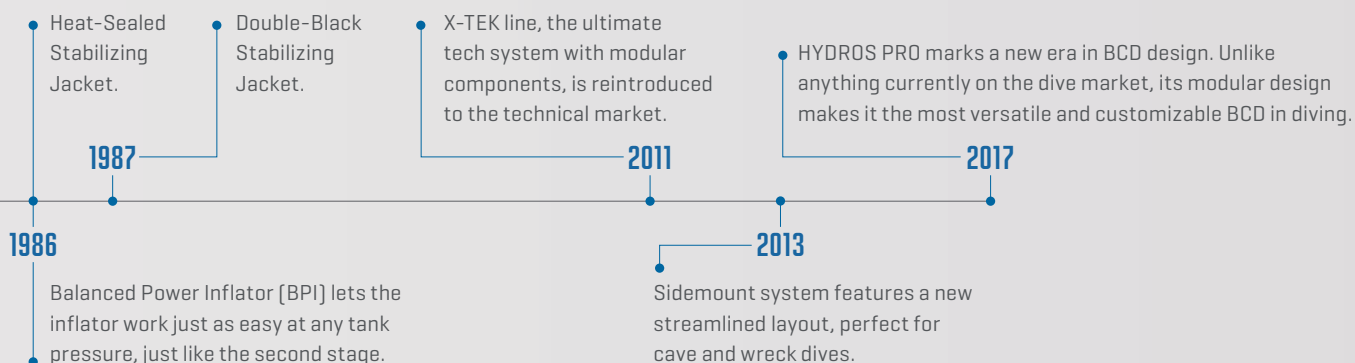 Heat-Sealed
Stabilizing
Jacket.
Double-Black
Stabilizing
Jacket.
X-TEK line, the ultimate
tech system with modular
components, is reintroduced
to the technical market.
HYDROS PRO marks a new era in BCD design. Unlike
anything currently on the dive market, its modular design
makes it the most versatile and customizable BCD in diving.
1987
2011
2017
1986
2013
Balanced Power Inflator (BPI) lets the
inflator work just as easy at any tank
pressure, just like the second stage.
Sidemount system features a new
streamlined layout, perfect for
cave and wreck dives.